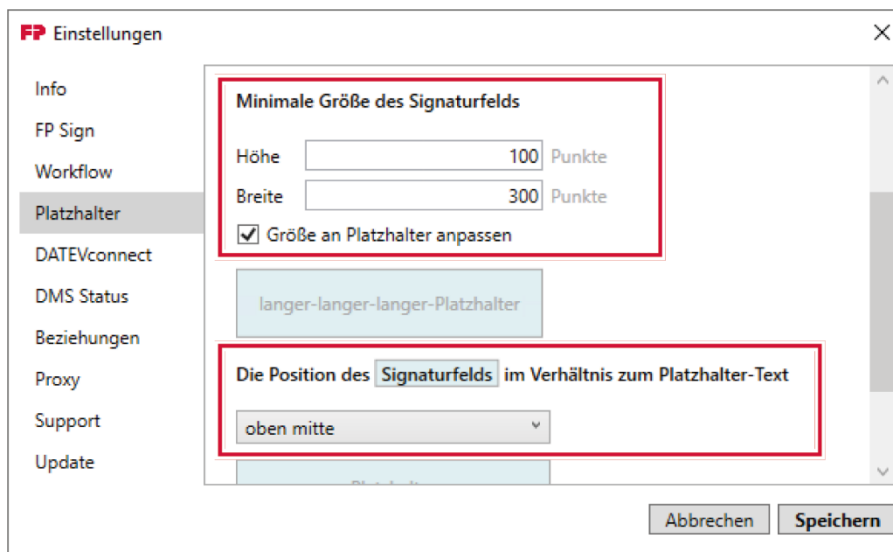 FP Einstellungen
Info
FP Sign
Workflow
Platzhalter
DATEVconnect
DMS Status
Beziehungen
Proxy
Support
Update
Minimale Größe des Signaturfelds
Höhe 100 Punkte
Breite 300 Punkte
Größe an Platzhalter anpassen
langer-langer-langer-Platzhalter
Die Position des Signaturfelds im Verhältnis zum Platzhalter-Text
oben mitte
Abbrechen Speichern